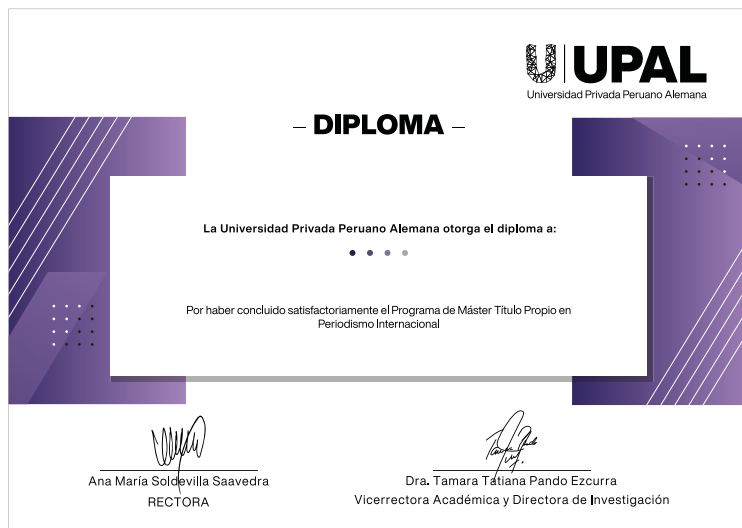 UPAL
Universidad Privada Peruano Alemana
– DIPLOMA –
La Universidad Privada Peruano Alemana otorga el diploma a:
Por haber concluido satisfactoriamente el Programa de Máster Título Propio en
Periodismo Internacional
Ana María Soldevilla Saavedra
RECTORA
Dra. Tamara Tatiana Pando Ezcurra
Vicerrectora Académica y Directora de Investigación